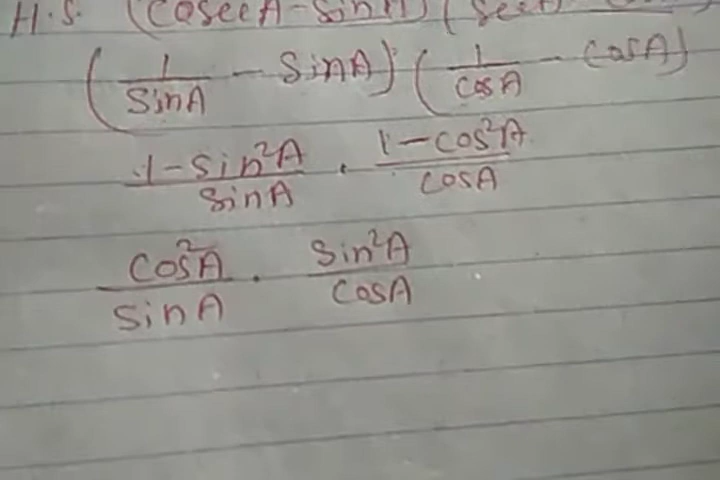 H.S. (CosecA - SinA) (SecA
(1/SinA - SinA) (1/CosA - CosA)
1-Sin²A/SinA . 1-cos²A/cosA
Cos²A/SinA . Sin²A/CosA